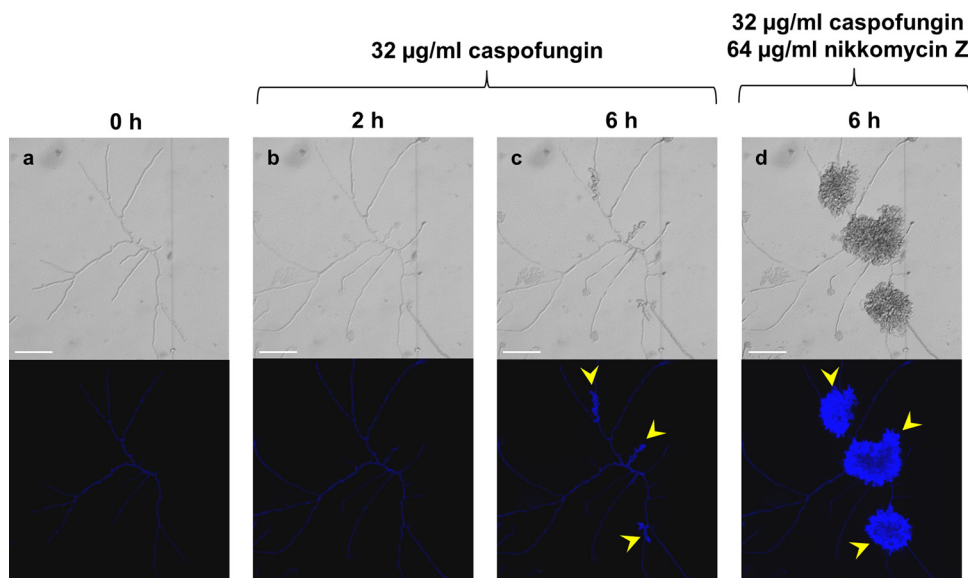 32 µg/ml caspofungin
32 µg/ml caspofungin
64 µg/ml nikkomycin Z
0 h
2 h
6 h
6 h
a
b
c
d